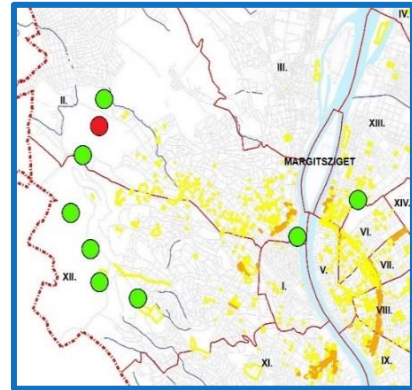 IV.
II.
III.
XIII.
MARGITSZIGET
XIV.
VI.
VII.
XII.
I.
V.
VIII.
XI.
IX.